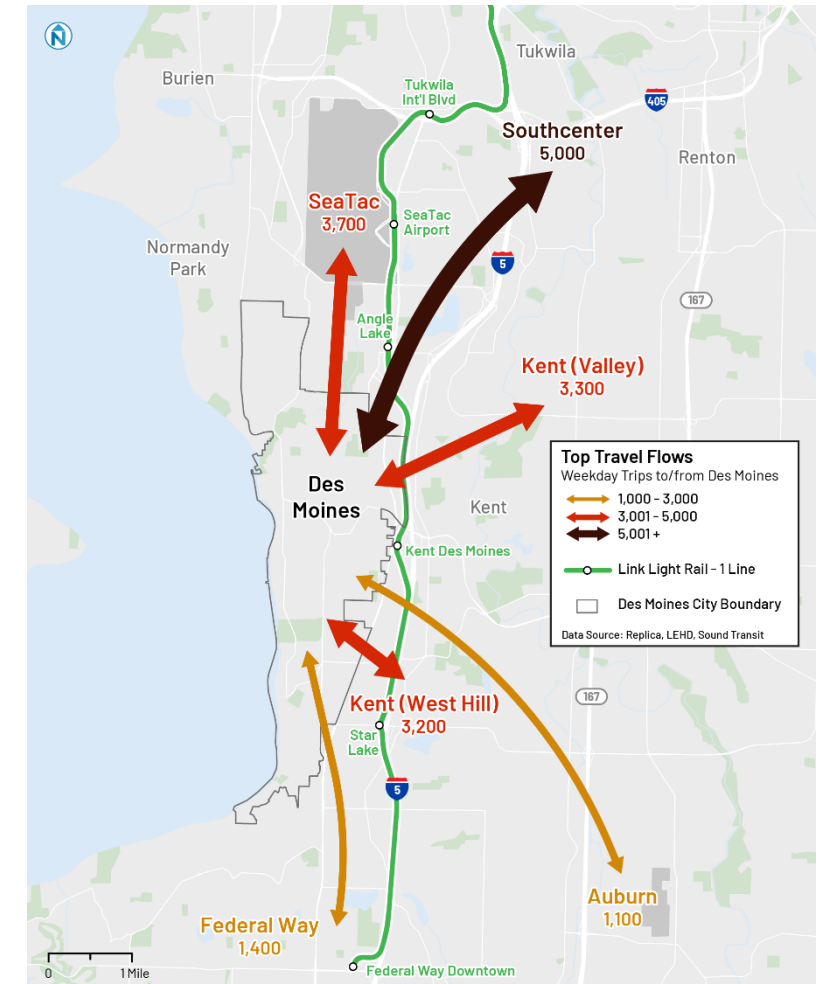 N
Tukwila
Burien
Tukwila
Int'l Blvd
405
Southcenter
5,000
Renton
SeaTac
3,700
SeaTac
Airport
Normandy
Park
5
167
Angle
Lake
Kent (Valley)
3,300
Top Travel Flows
Weekday Trips to/from Des Moines
1,000 - 3,000
3,001 - 5,000
5,001 +
Link Light Rail - 1 Line
Des Moines City Boundary
Data Source: Replica, LEHD, Sound Transit
Des
Moines
Kent
Kent Des Moines
167
Kent (West Hill)
3,200
Star
Lake
5
Auburn
1,100
Federal Way
1,400
0
1 Mile
Federal Way Downtown